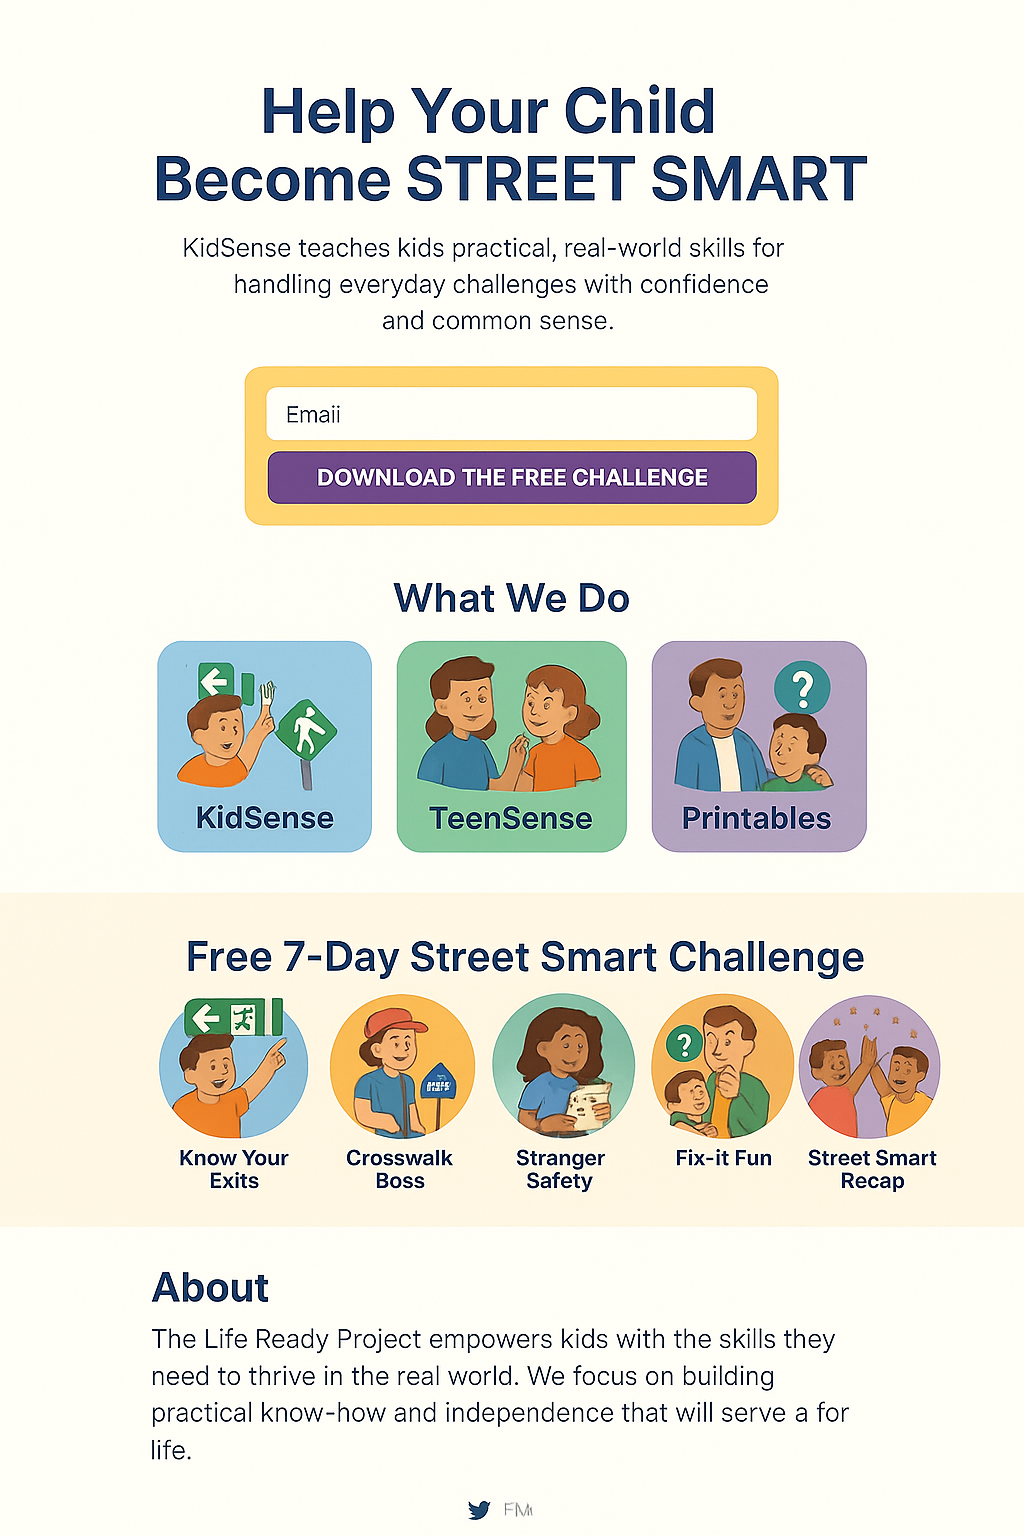 Help Your Child
Become STREET SMART
KidSense teaches kids practical, real-world skills for
handling everyday challenges with confidence
and common sense.
Emaii
DOWNLOAD THE FREE CHALLENGE
What We Do
?
KidSense
TeenSense
Printables
Free 7-Day Street Smart Challenge
?
Know Your
Exits
Crosswalk
Boss
Stranger
Safety
Fix-it Fun
Street Smart
Recap
About
The Life Ready Project empowers kids with the skills they
need to thrive in the real world. We focus on building
practical know-how and independence that will serve a for
life.